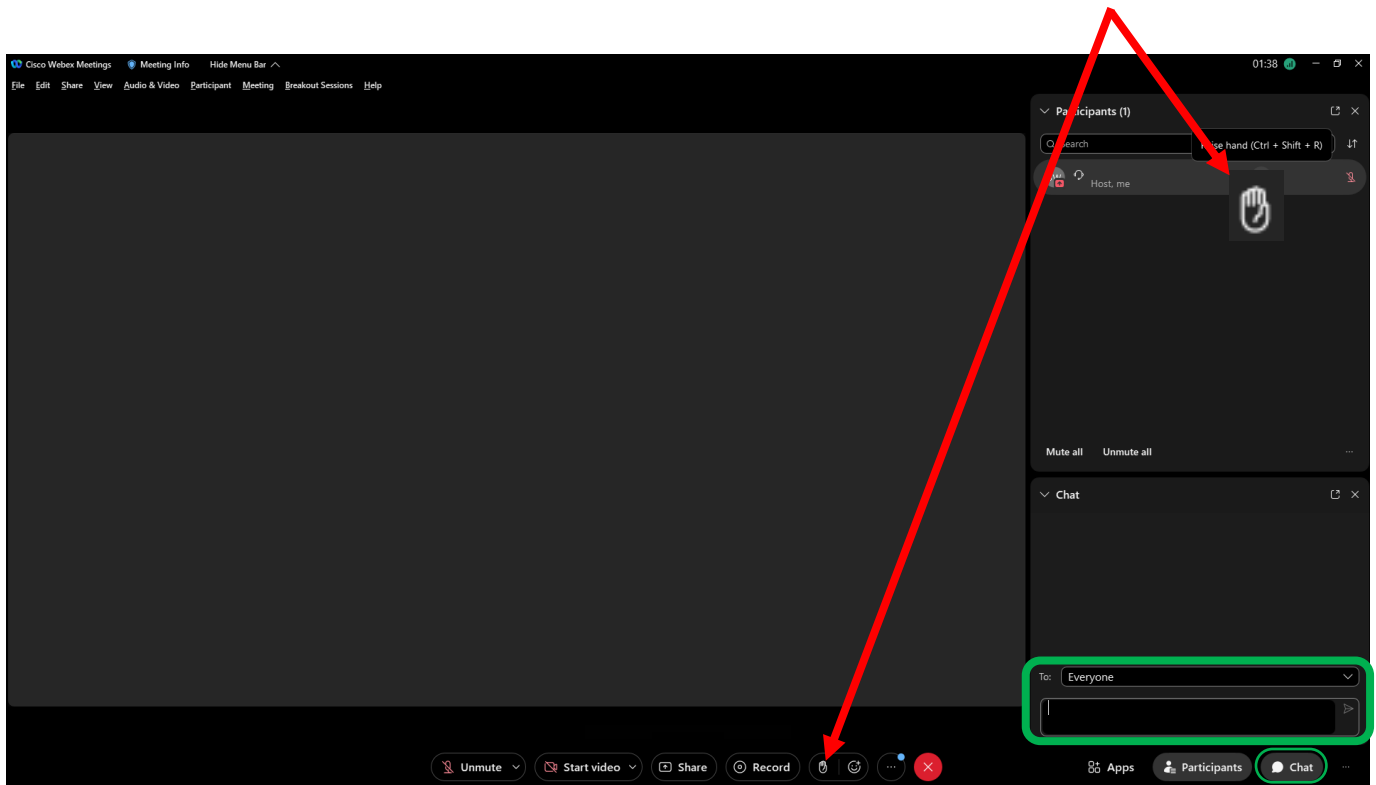 Cisco Webex Meetings Meeting Info Hide Menu Bar 01:38
File Edit Share View Audio & Video Participant Meeting Breakout Sessions Help
Participants (1)
Search hand (Ctrl + Shift + R)
Host, me
Mute all Unmute all ...
Chat
To: Everyone
Unmute Start video Share Record ... Apps Participants Chat ...